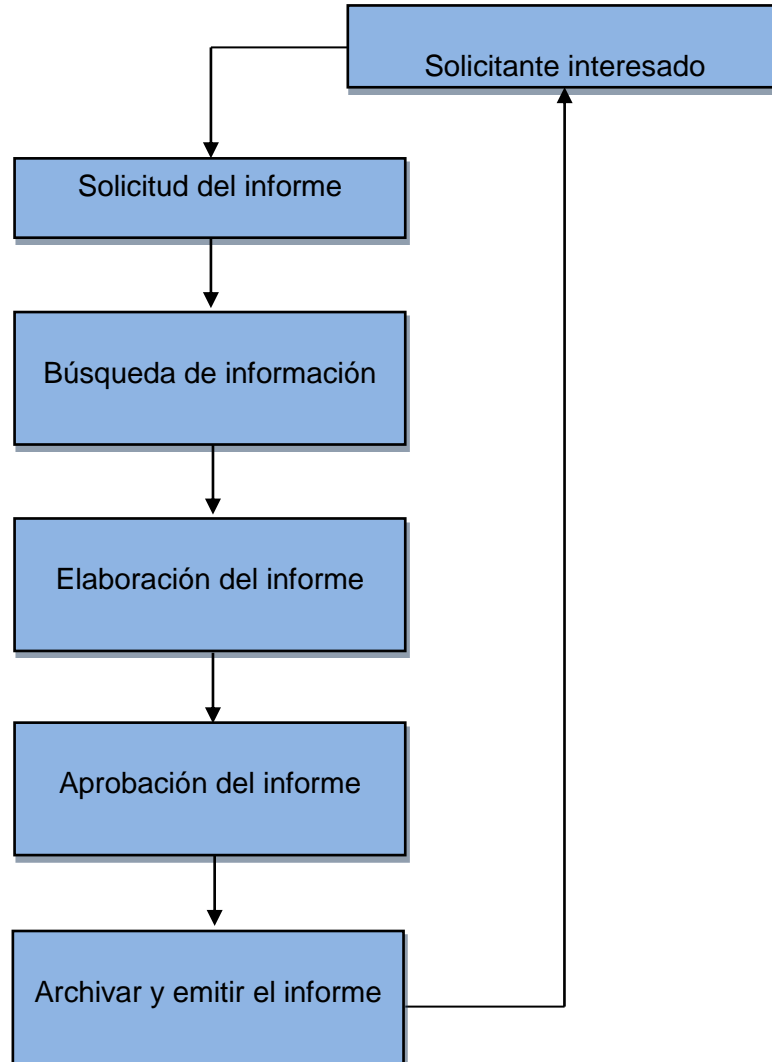 Solicitante interesado
Solicitud del informe
Búsqueda de información
Elaboración del informe
Aprobación del informe
Archivar y emitir el informe